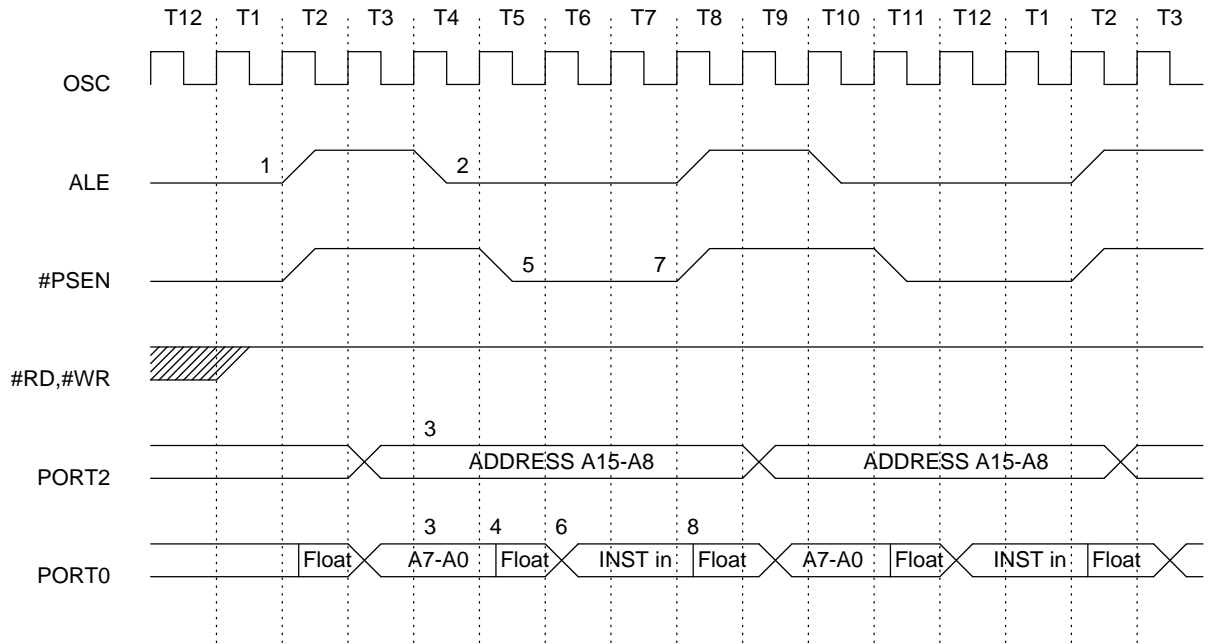 T12 T1 T2 T3 T4 T5 T6 T7 T8 T9 T10 T11 T12 T1 T2 T3
OSC
1 2
ALE
5 7
#PSEN
#RD,#WR
3
ADDRESS A15-A8 ADDRESS A15-A8
PORT2
3 4 6 8
Float A7-A0 Float INST in Float A7-A0 Float INST in Float
PORT0